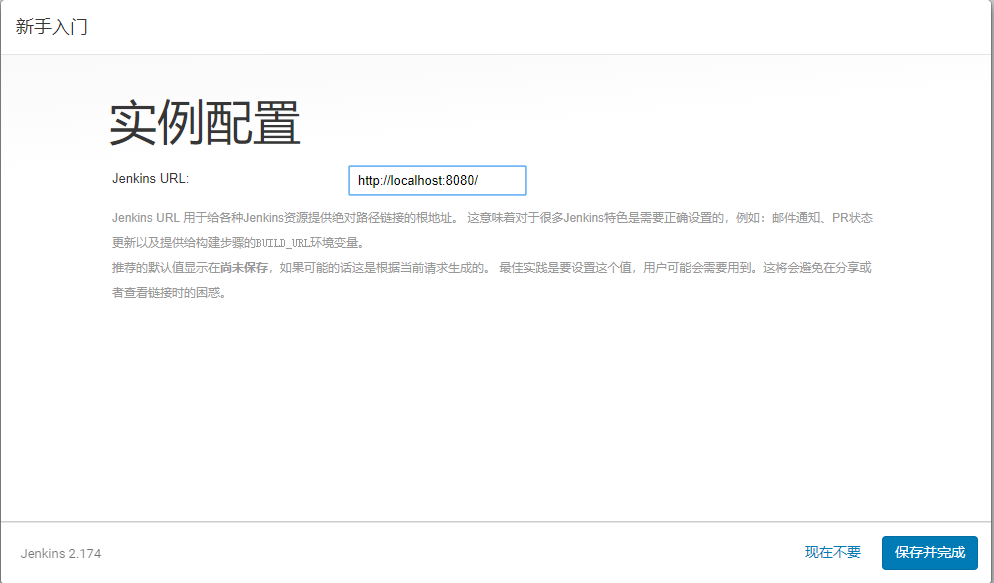 新手入门
实例配置
Jenkins URL:
http://localhost:8080/
Jenkins URL 用于给各种Jenkins资源提供绝对路径链接的根地址。 这意味着对于很多Jenkins特色是需要正确设置的，例如：邮件通知、PR状态
更新以及提供给构建步骤的BUILD_URL环境变量。
推荐的默认值显示在尚未保存，如果可能的话这是根据当前请求生成的。 最佳实践是要设置这个值，用户可能会需要用到。这将会避免在分享或
者查看链接时的困惑。
Jenkins 2.174
现在不要
保存并完成